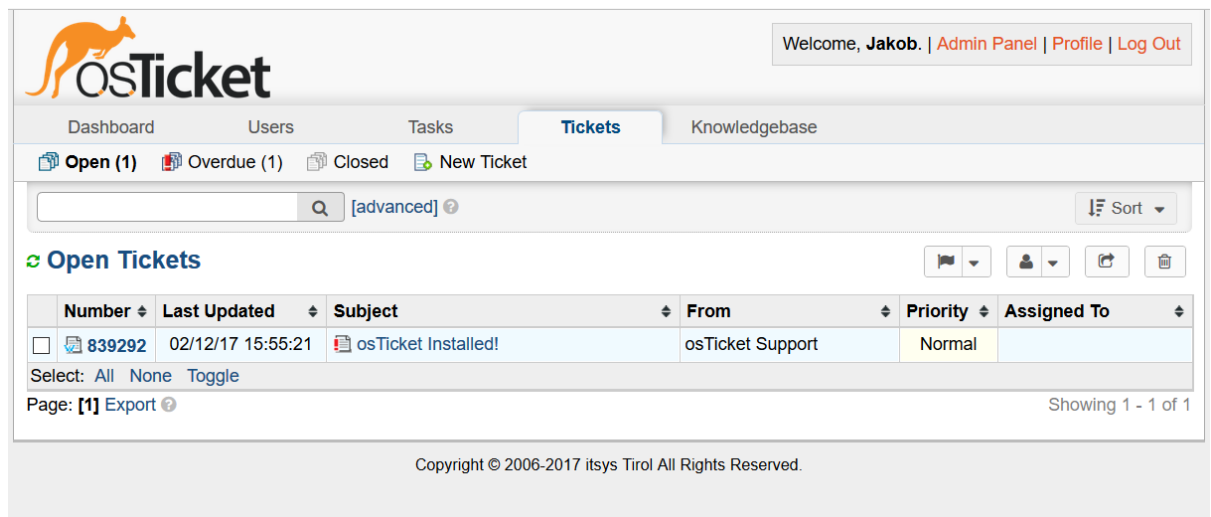 Welcome, Jakob. | Admin Panel | Profile | Log Out
osTicket
Dashboard Users Tasks Tickets Knowledgebase
Open (1) Overdue (1) Closed New Ticket
[advanced] Sort
Open Tickets
Number Last Updated Subject From Priority Assigned To
839292 02/12/17 15:55:21 osTicket Installed! osTicket Support Normal
Select: All None Toggle
Page: [1] Export Showing 1 - 1 of 1
Copyright © 2006-2017 itsys Tirol All Rights Reserved.